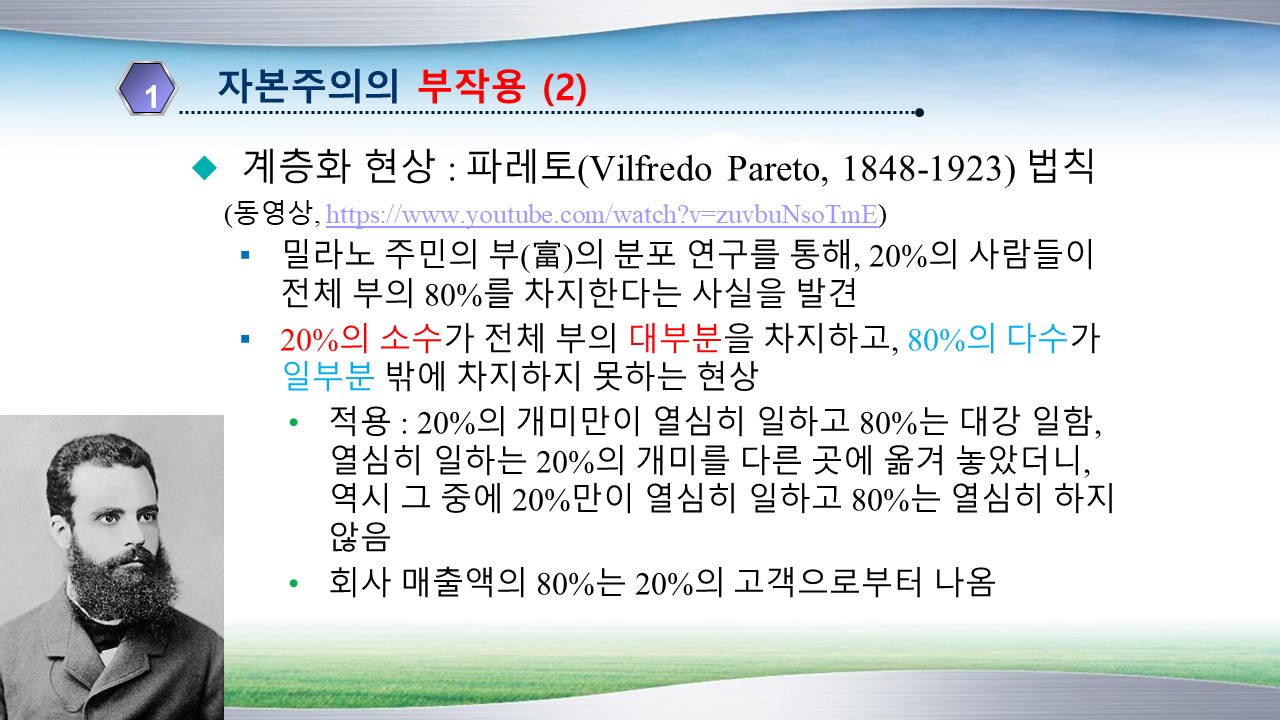 1
자본주의의 부작용 (2)
◆ 계층화 현상 : 파레토(Vilfredo Pareto, 1848-1923) 법칙
(동영상, https://www.youtube.com/watch?v=zuvbuNsoTmE)
▪ 밀라노 주민의 부(富)의 분포 연구를 통해, 20%의 사람들이
전체 부의 80%를 차지한다는 사실을 발견
▪ 20%의 소수가 전체 부의 대부분을 차지하고, 80%의 다수가
일부분 밖에 차지하지 못하는 현상
• 적용 : 20%의 개미만이 열심히 일하고 80%는 대강 일함,
열심히 일하는 20%의 개미를 다른 곳에 옮겨 놓았더니,
역시 그 중에 20%만이 열심히 일하고 80%는 열심히 하지
않음
• 회사 매출액의 80%는 20%의 고객으로부터 나옴